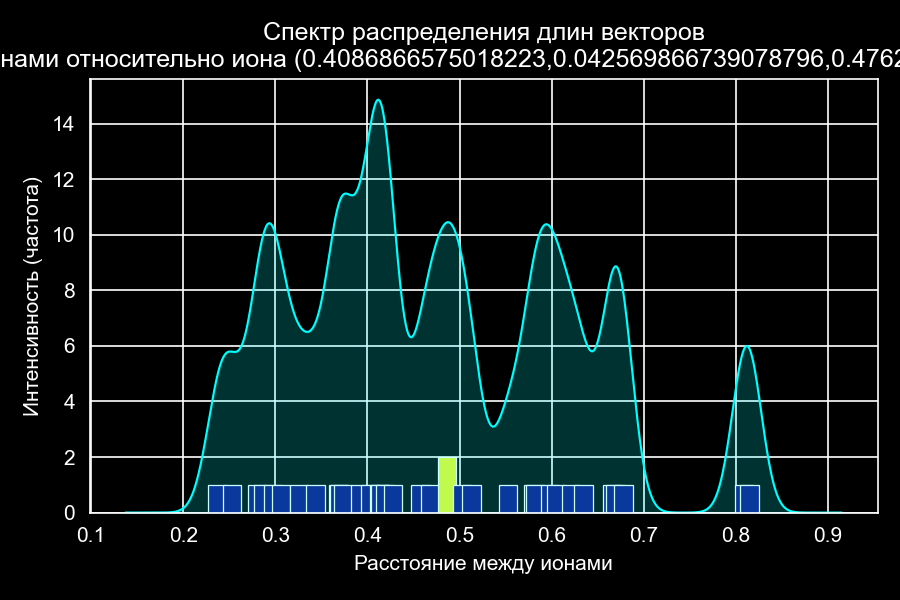 Спектр распределения длин векторов
нами относительно иона (0.4086866575018223,0.042569866739078796,0.4762
Интенсивность (частота)
14
12
10
8
6
4
2
0
0.1 0.2 0.3 0.4 0.5 0.6 0.7 0.8 0.9
Расстояние между ионами